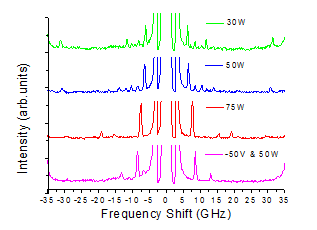 30W
50W
75W
-50V & 50W
Intensity (arb.units)
-35 -30 -25 -20 -15 -10 -5 0 5 10 15 20 25 30 35
Frequency Shift (GHz)